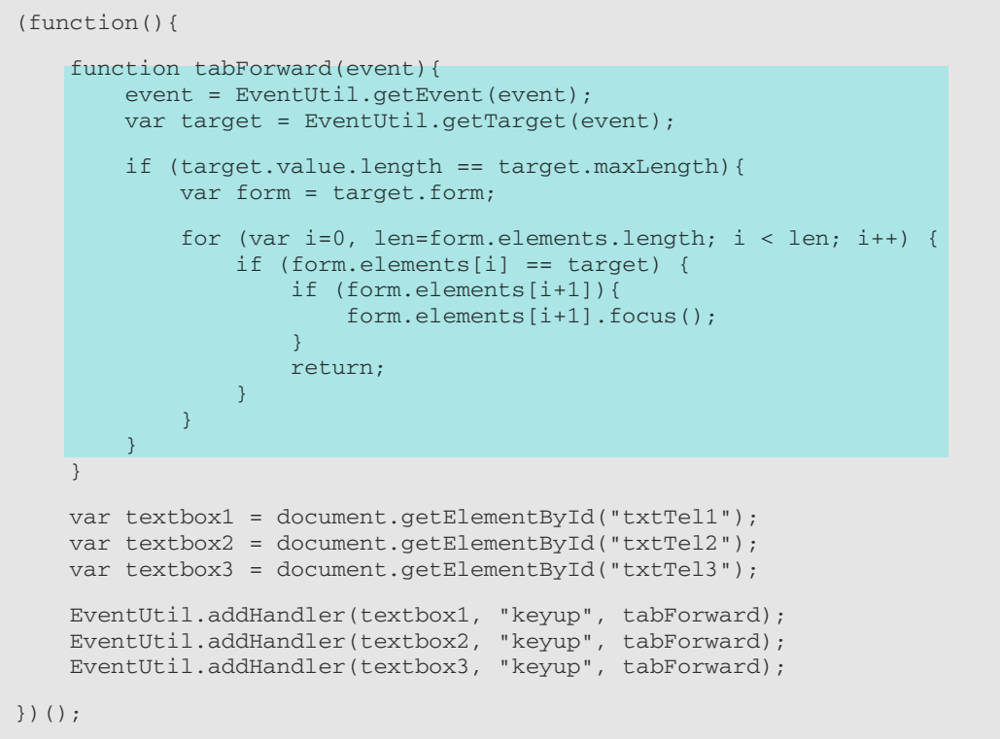 (function(){
    function tabForward(event){
        event = EventUtil.getEvent(event);
        var target = EventUtil.getTarget(event);
        if (target.value.length == target.maxLength){
            var form = target.form;
            for (var i=0, len=form.elements.length; i < len; i++) {
                if (form.elements[i] == target) {
                    if (form.elements[i+1]){
                        form.elements[i+1].focus();
                    }
                    return;
                }
            }
        }
    }
    var textbox1 = document.getElementById("txtTel1");
    var textbox2 = document.getElementById("txtTel2");
    var textbox3 = document.getElementById("txtTel3");
    EventUtil.addHandler(textbox1, "keyup", tabForward);
    EventUtil.addHandler(textbox2, "keyup", tabForward);
    EventUtil.addHandler(textbox3, "keyup", tabForward);
})();